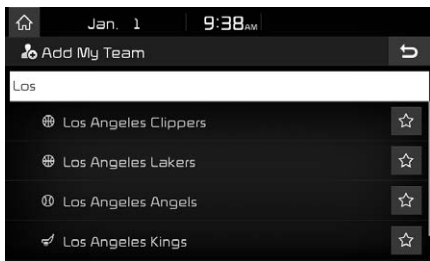 Jan. 1 9:38AM
Add My Team
Los
Los Angeles Clippers
Los Angeles Lakers
Los Angeles Angels
Los Angeles Kings